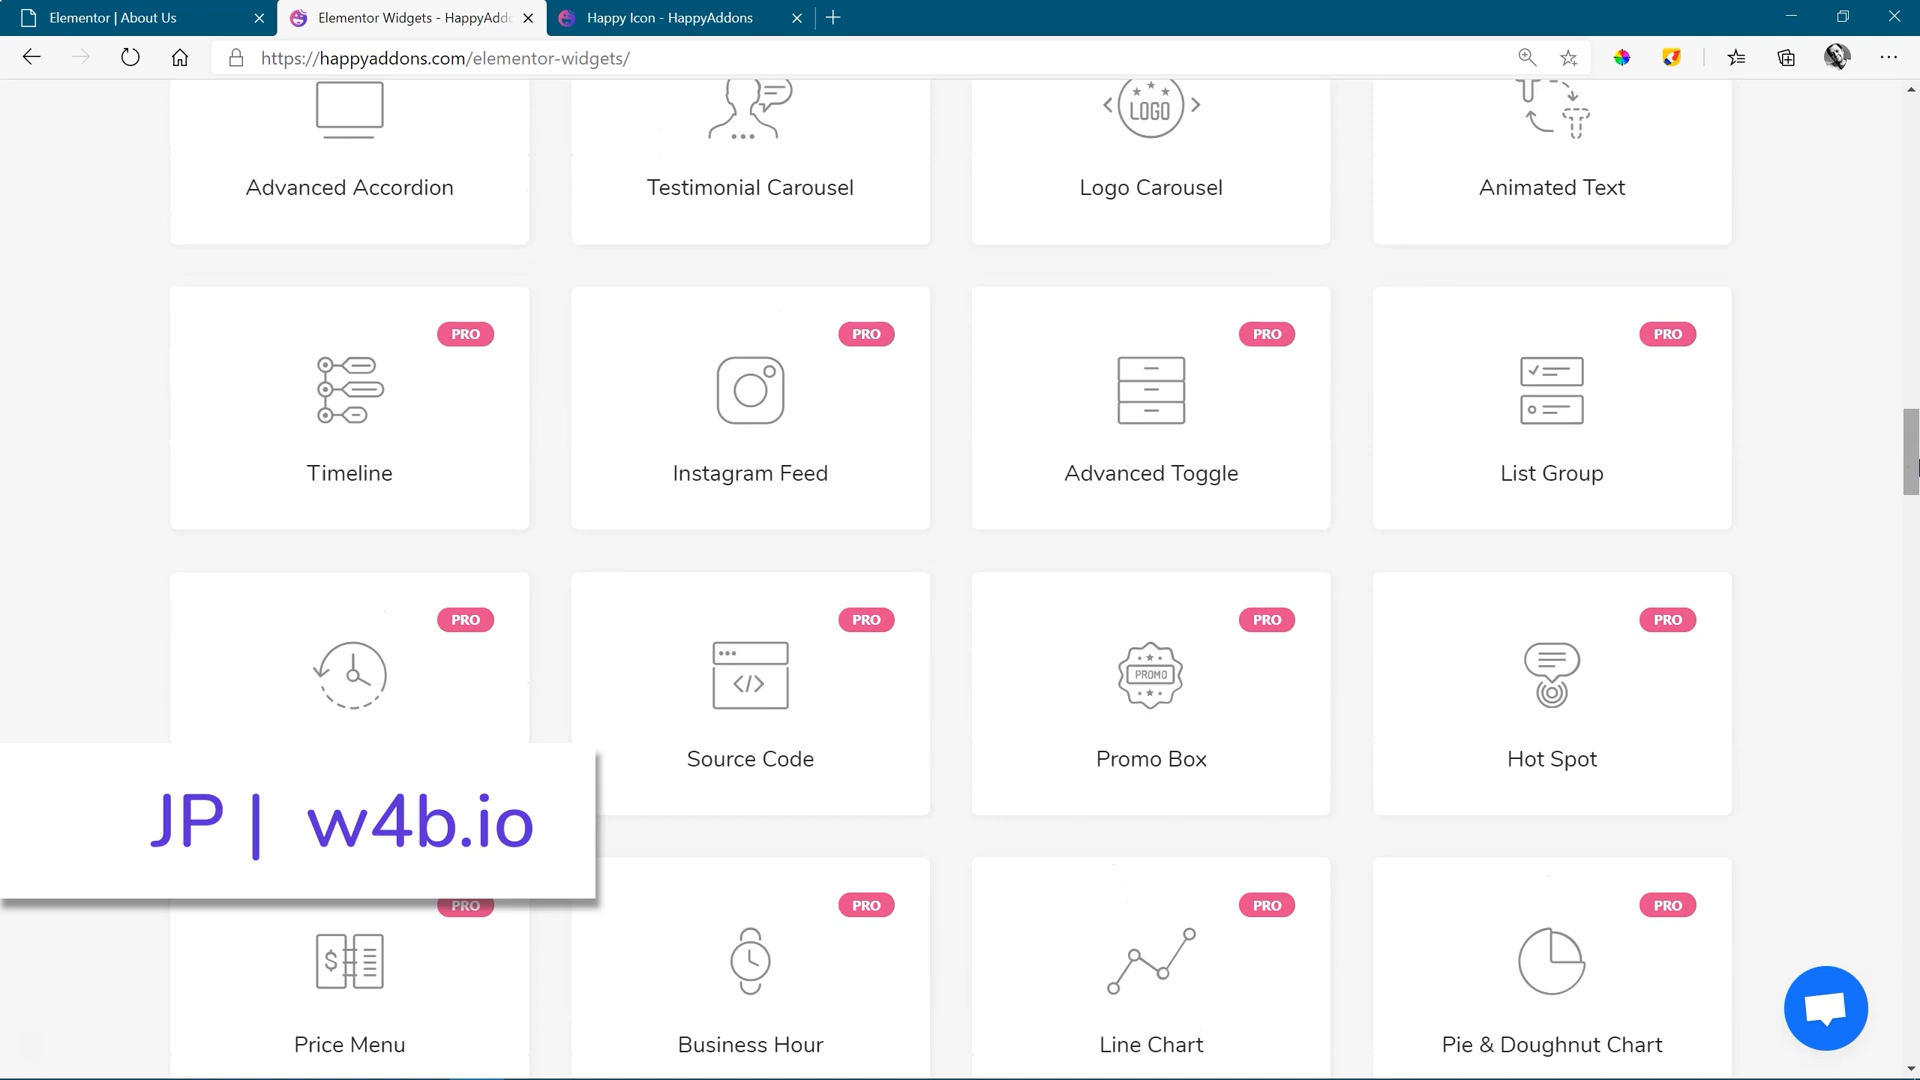 Elementor | About Us
Elementor Widgets - HappyAddo
Happy Icon - HappyAddons
https://happyaddons.com/elementor-widgets/
LOGO
Advanced Accordion
Testimonial Carousel
Logo Carousel
Animated Text
PRO
PRO
PRO
PRO
Timeline
Instagram Feed
Advanced Toggle
List Group
PRO
PRO
PRO
PRO
PROMO
Source Code
Promo Box
Hot Spot
JP | w4b.io
PRO
PRO
PRO
PRO
Price Menu
Business Hour
Line Chart
Pie & Doughnut Chart